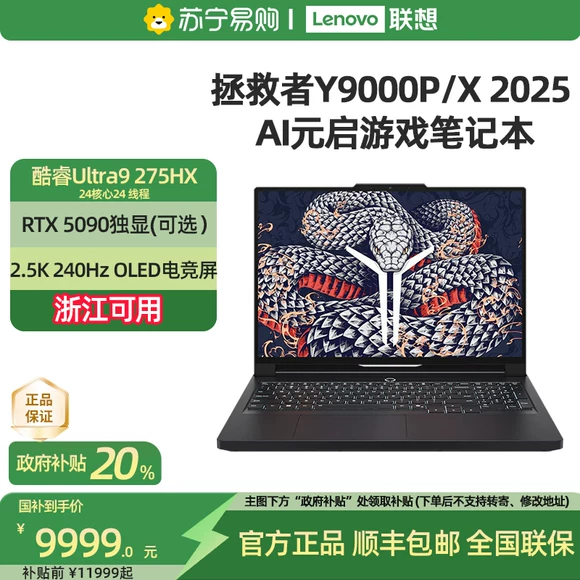 苏宁易购 Lenovo 联想
拯救者Y9000P/X 2025
AI元启游戏笔记本
酷睿Ultra9 275HX
24核心24 线程
RTX 5090独显(可选)
2.5K 240Hz OLED电竞屏
浙江可用
正品
保证
政府补贴20%
国补到手价
¥9999.0 元
补贴前 ¥11999起
主图下方“政府补贴”处领取补贴(下单后不支持转寄、修改地址)
官方正品 顺丰包邮 全国联保